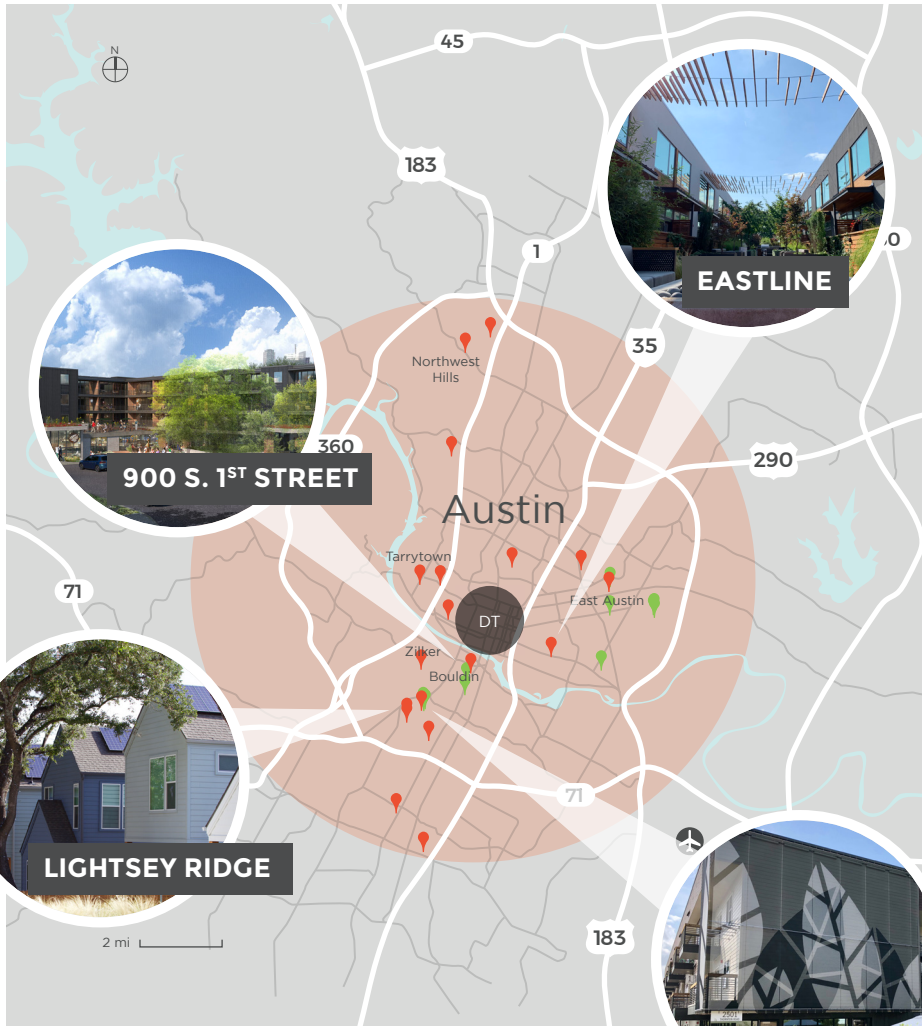 N
45
183
1
EASTLINE
35
Northwest
Hills
360
900 S. 1ST STREET
290
Austin
Tarrytown
71
East Austin
DT
Zilker
Bouldin
71
LIGHTSEY RIDGE
2 mi
183
2501